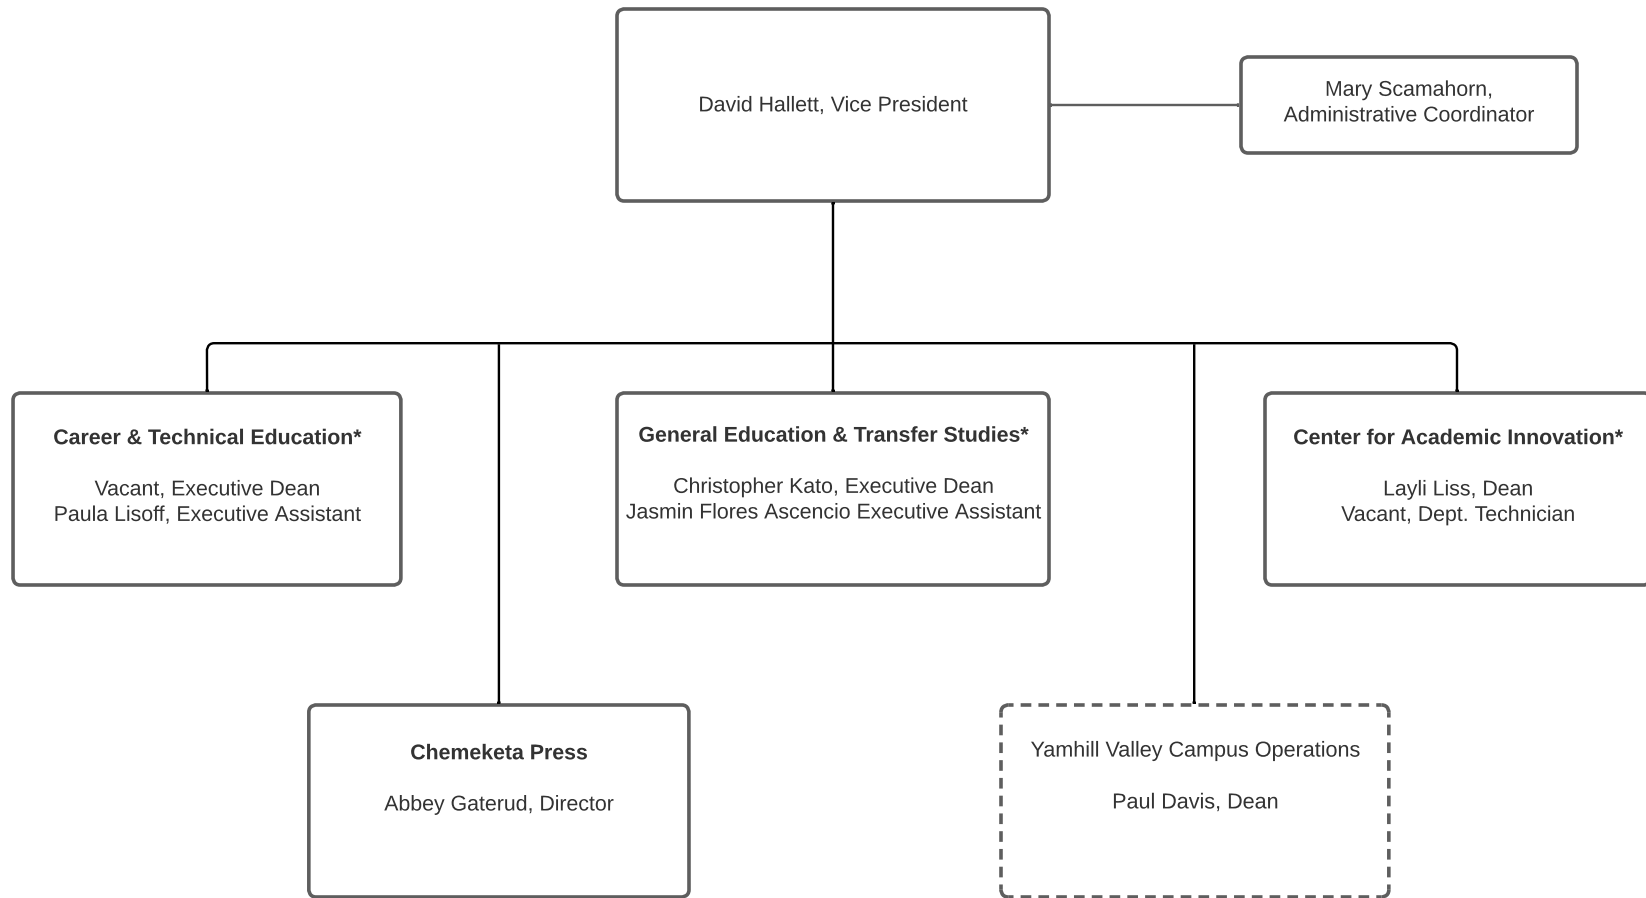 David Hallett, Vice President
Mary Scamahorn,
Administrative Coordinator
Career & Technical Education*
Vacant, Executive Dean
Paula Lisoff, Executive Assistant
General Education & Transfer Studies*
Christopher Kato, Executive Dean
Jasmin Flores Ascencio Executive Assistant
Center for Academic Innovation*
Layli Liss, Dean
Vacant, Dept. Technician
Chemeketa Press
Abbey Gaterud, Director
Yamhill Valley Campus Operations
Paul Davis, Dean